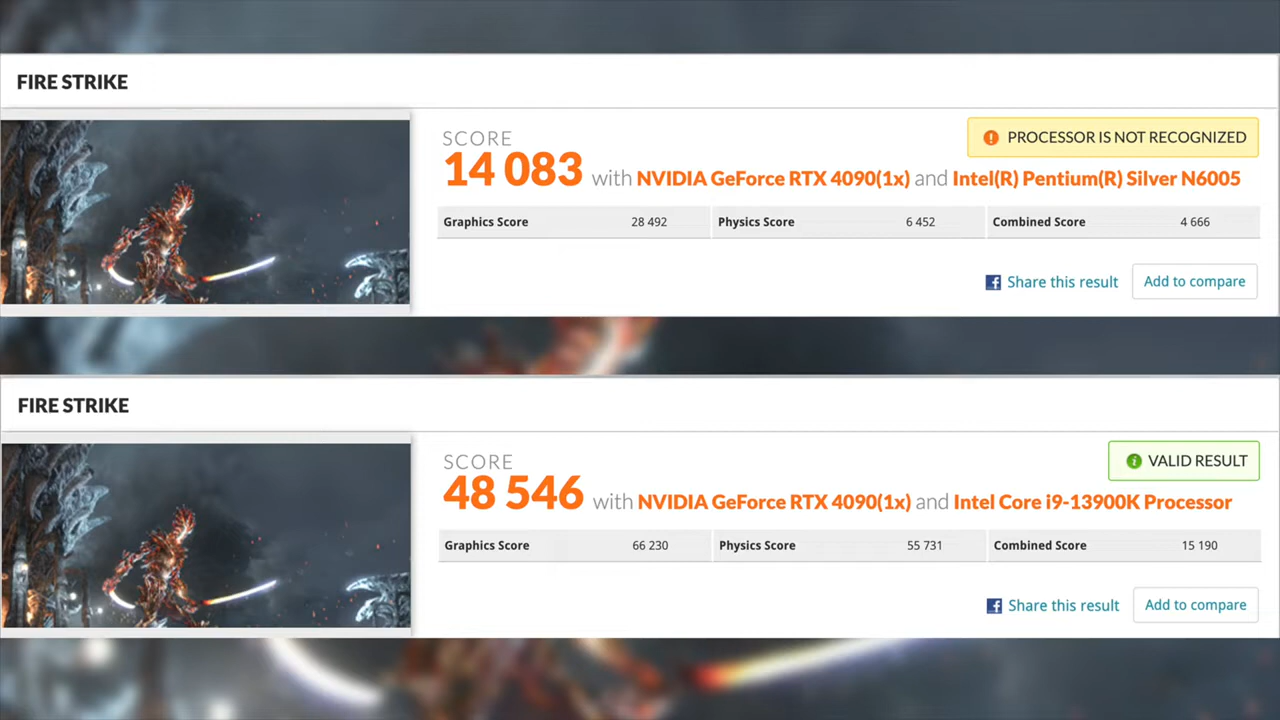 FIRE STRIKE
SCORE
PROCESSOR IS NOT RECOGNIZED
14 083 with NVIDIA GeForce RTX 4090(1x) and Intel(R) Pentium(R) Silver N6005
Graphics Score 28 492 Physics Score 6 452 Combined Score 4 666
Share this result Add to compare
FIRE STRIKE
SCORE
VALID RESULT
48 546 with NVIDIA GeForce RTX 4090(1x) and Intel Core i9-13900K Processor
Graphics Score 66 230 Physics Score 55 731 Combined Score 15 190
Share this result Add to compare